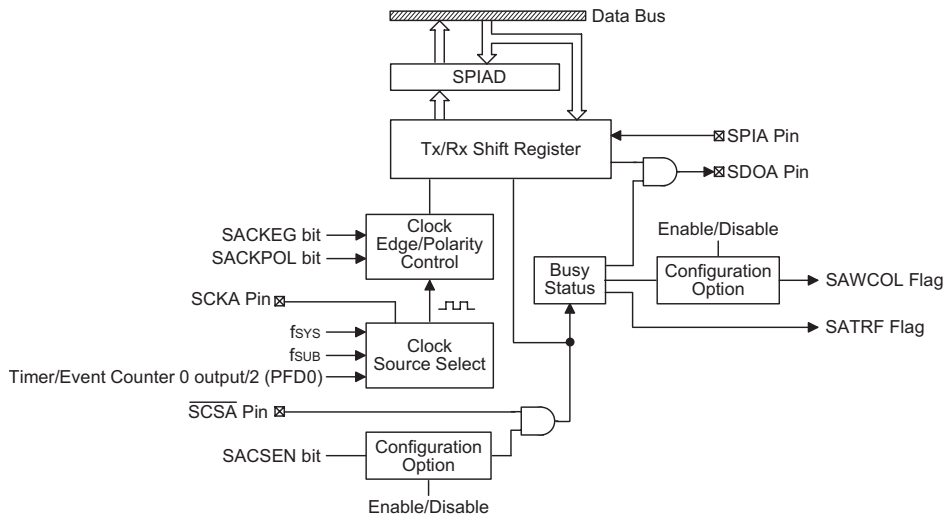 Data Bus
SPIAD
Tx/Rx Shift Register
SPIA Pin
SDOA Pin
SACKEG bit
SACKPOL bit
Clock
Edge/Polarity
Control
Enable/Disable
Busy
Status
Configuration
Option
SAWCOL Flag
SATRF Flag
SCKA Pin
fSYS
fSUB
Timer/Event Counter 0 output/2 (PFD0)
Clock
Source Select
SCSA Pin
SACSEN bit
Configuration
Option
Enable/Disable